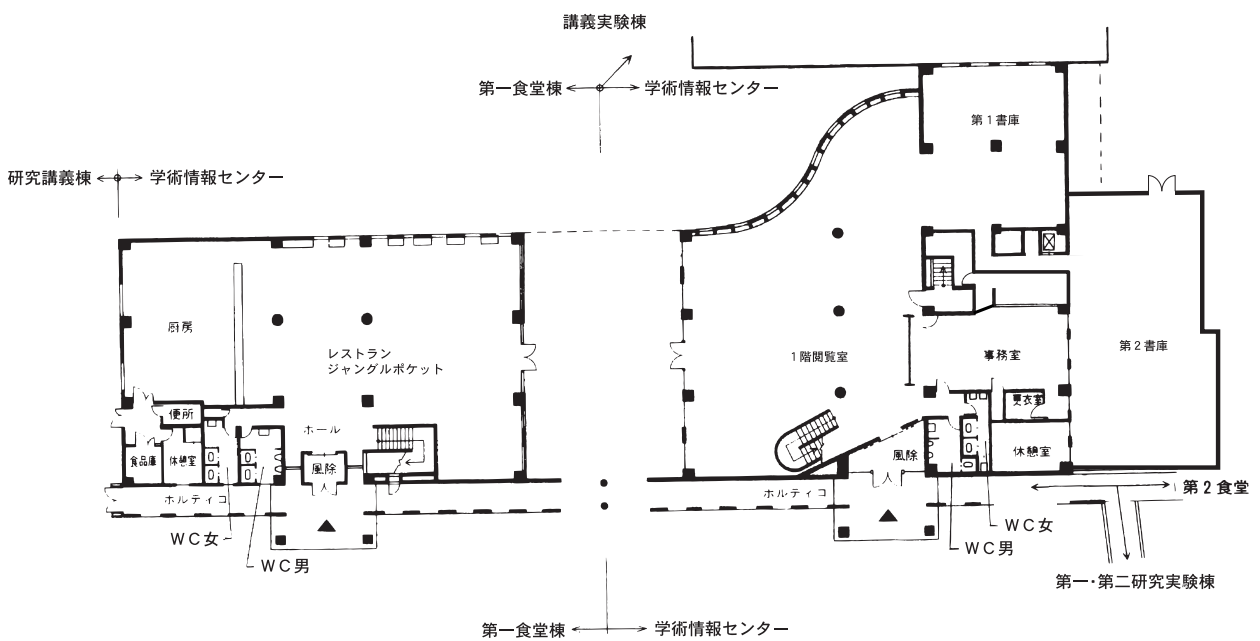 講義実験棟
第一食堂棟
学術情報センター
第1書庫
研究講義棟
学術情報センター
厨房
レストラン
ジャングルポケット
1階閲覧室
事務室
第2書庫
更衣室
便所
ホール
食品庫
休憩室
風除
風除
休憩室
人
人
ホルティコ
ホルティコ
第2食堂
WC女
WC男
WC女
WC男
第一・第二研究実験棟
第一食堂棟
学術情報センター